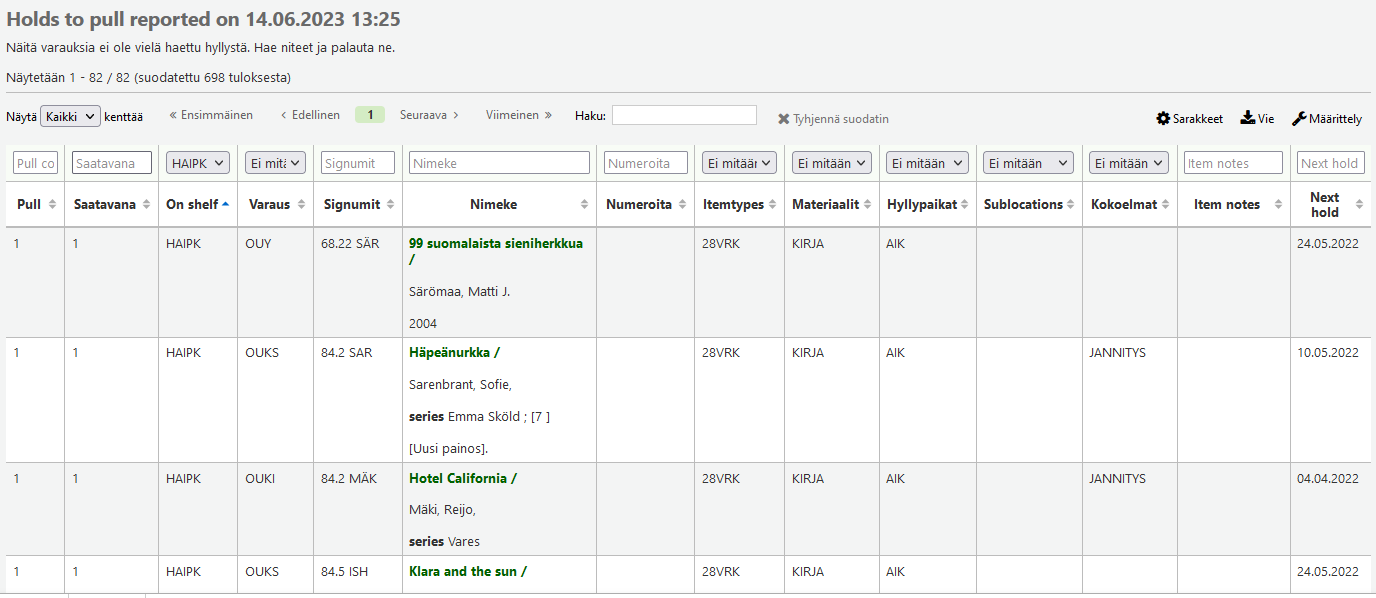 Holds to pull reported on 14.06.2023 13:25
Näitä varauksia ei ole vielä haettu hyllystä. Hae niteet ja palauta ne.
Näytetään 1 - 82 / 82 (suodatettu 698 tuloksesta)
Näytä Kaikki kenttää « Ensimmäinen ‹ Edellinen 1 Seuraava › Viimeinen » Haku: Tyhjennä suodatin Sarakkeet Vie Määrittely
Pull co Saatavana HAIPK Ei mitä Signumit Nimeke Numeroita Ei mitään Ei mitään Ei mitään Ei mitään Ei mitään Item notes Next hold
Pull Saatavana On shelf Varaus Signumit Nimeke Numeroita Itemtypes Materiaalit Hyllypaikat Sublocations Kokoelmat Item notes Next hold
1 1 HAIPK OUY 68.22 SÄR 99 suomalaista sieniherkkua 28VRK KIRJA AIK 24.05.2022
/
Särömaa, Matti J.
2004
1 1 HAIPK OUKS 84.2 SAR Häpeänurkka / 28VRK KIRJA AIK JANNITYS 10.05.2022
Sarenbrant, Sofie,
series Emma Sköld ; [7 ]
[Uusi painos].
1 1 HAIPK OUKI 84.2 MÄK Hotel California / 28VRK KIRJA AIK JANNITYS 04.04.2022
Mäki, Reijo,
series Vares
1 1 HAIPK OUKS 84.5 ISH Klara and the sun / 28VRK KIRJA AIK 24.05.2022